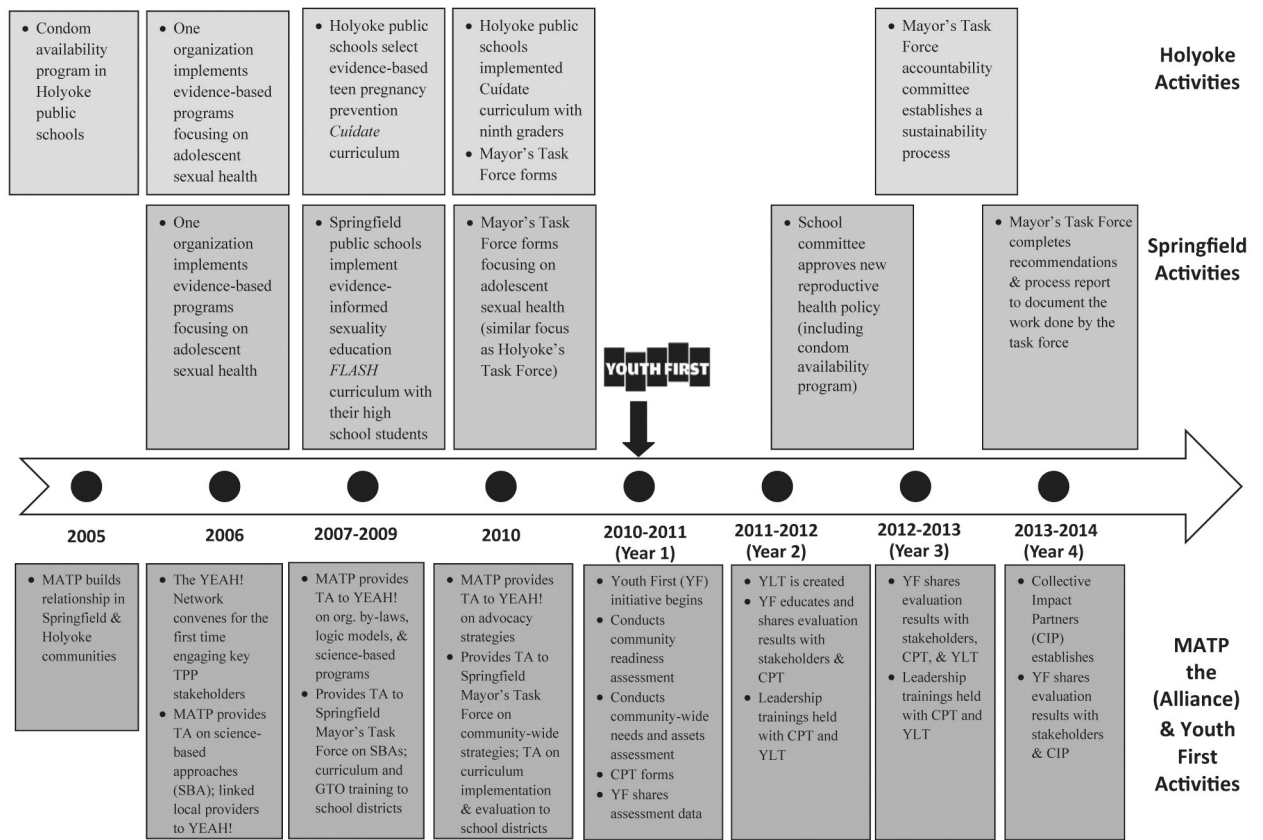 • Condom
availability
program in
Holyoke
public
schools
• One
organization
implements
evidence-based
programs
focusing on
adolescent
sexual health
• Holyoke public
schools select
evidence-based
teen pregnancy
prevention
Cuídate
curriculum
• Holyoke public
schools
implemented
Cuídate
curriculum with
ninth graders
• Mayor's Task
Force forms
• Mayor's Task
Force
accountability
committee
establishes a
sustainability
process
Holyoke
Activities
• One
organization
implements
evidence-based
programs
focusing on
adolescent
sexual health
• Springfield
public schools
implement
evidence-
informed
sexuality
education
FLASH
curriculum with
their high
school students
• Mayor's Task
Force forms
focusing on
adolescent
sexual health
(similar focus
as Holyoke's
Task Force)
YOUTH FIRST
• School
committee
approves new
reproductive
health policy
(including
condom
availability
program)
• Mayor's Task Force
completes
recommendations
& process report
to document the
work done by the
task force
Springfield
Activities
2005
2006
2007-2009
2010
2010-2011
(Year 1)
2011-2012
(Year 2)
2012-2013
(Year 3)
2013-2014
(Year 4)
• MATP builds
relationship in
Springfield &
Holyoke
communities
• The YEAH!
Network
convenes for the
first time
engaging key
TPP
stakeholders
• MATP provides
TA on science-
based
approaches
(SBA); linked
local providers
to YEAH!
• MATP provides
TA to YEAH!
on org. by-laws,
logic models, &
science-based
programs
• Provides TA to
Springfield
Mayor's Task
Force on SBAs;
curriculum and
GTO training to
school districts
• MATP provides
TA to YEAH!
on advocacy
strategies
• Provides TA to
Springfield
Mayor's Task
Force on
community-wide
strategies; TA on
curriculum
implementation
& evaluation to
school districts
• Youth First (YF)
initiative begins
• Conducts
community
readiness
assessment
• Conducts
community-wide
needs and assets
assessment
• CPT forms
• YF shares
assessment data
• YLT is created
• YF educates and
shares evaluation
results with
stakeholders &
CPT
• Leadership
trainings held
with CPT and
YLT
• YF shares
evaluation
results with
stakeholders,
CPT, & YLT
• Leadership
trainings held
with CPT and
YLT
• Collective
Impact
Partners (CIP)
establishes
• YF shares
evaluation
results with
stakeholders
& CIP
MATP
the
(Alliance)
& Youth
First
Activities